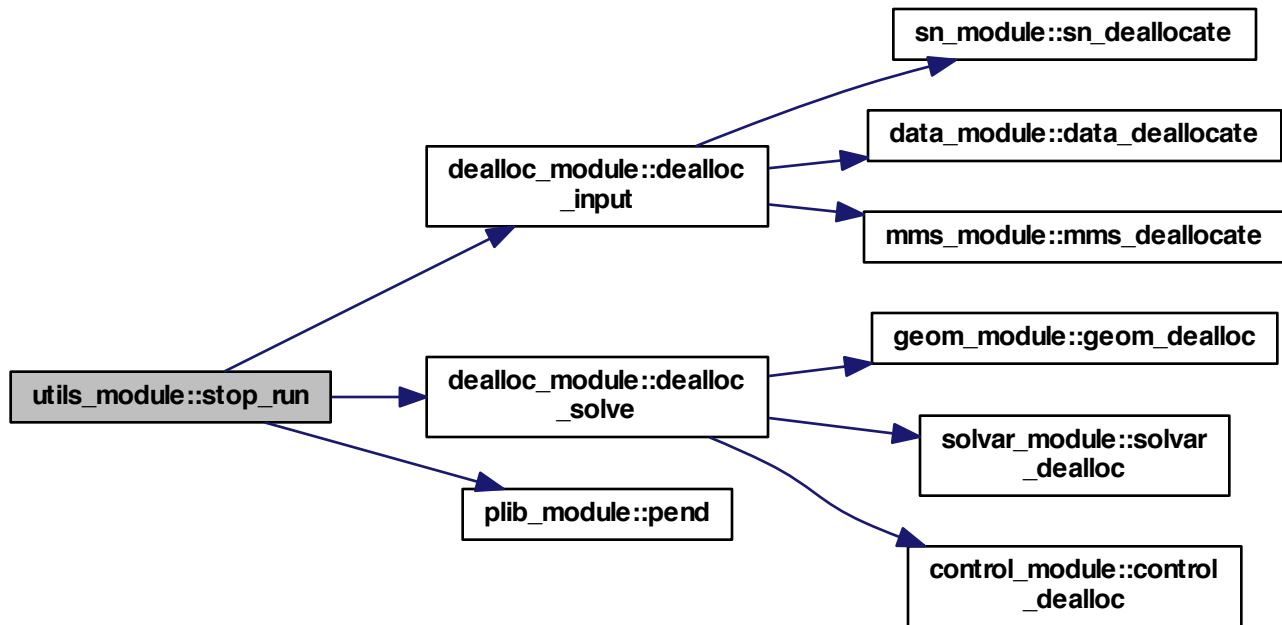 sn_module::sn_deallocate
data_module::data_deallocate
dealloc_module::dealloc
_input
mms_module::mms_deallocate
geom_module::geom_dealloc
utils_module::stop_run
dealloc_module::dealloc
_solve
solvar_module::solvar
_dealloc
plib_module::pend
control_module::control
_dealloc